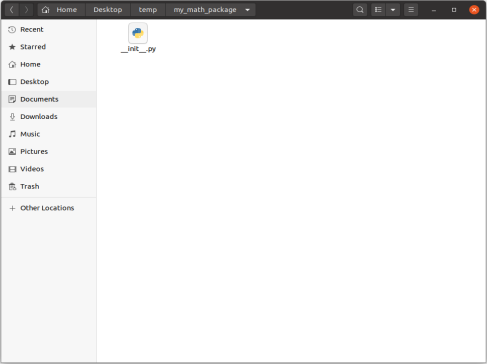 Home Desktop temp my_math_package
Recent
Starred
Home
Desktop
Documents
Downloads
Music
Pictures
Videos
Trash
Other Locations
__init__.py